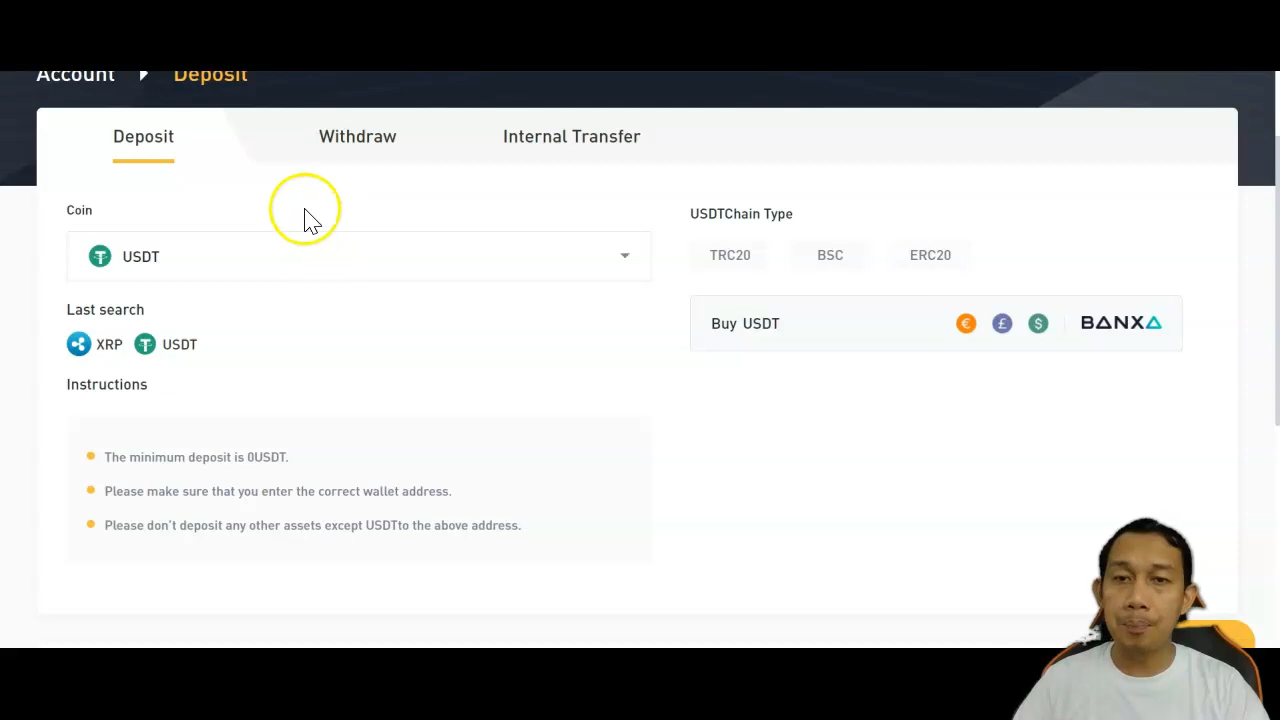 Account Deposit
Deposit Withdraw Internal Transfer
Coin
USDT
Last search
XRP USDT
Instructions
The minimum deposit is 0USDT.
Please make sure that you enter the correct wallet address.
Please don't deposit any other assets except USDTto the above address.
USDTChain Type
TRC20 BSC ERC20
Buy USDT € £ $ BANXA